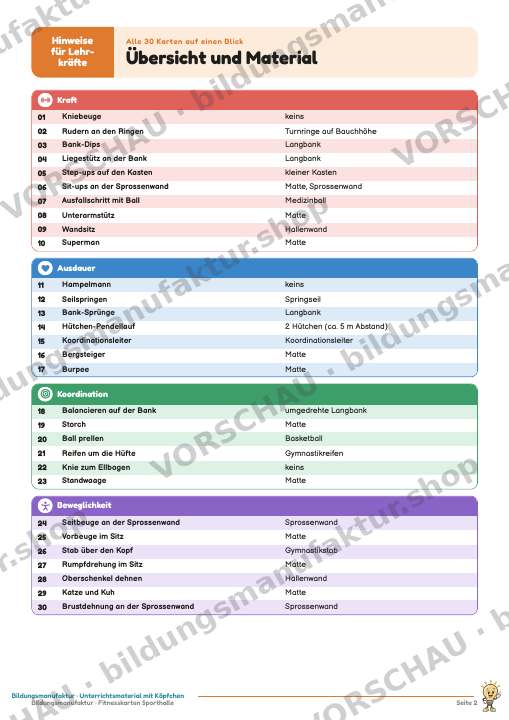 Hinweise
für Lehr-
kräfte
Alle 30 Karten auf einen Blick
Übersicht und Material
Kraft
01 Kniebeuge keins
02 Rudern an den Ringen Turnringe auf Bauchhöhe
03 Bank-Dips Langbank
04 Liegestütz an der Bank Langbank
05 Step-ups auf den Kasten kleiner Kasten
06 Sit-ups an der Sprossenwand Matte, Sprossenwand
07 Ausfallschritt mit Ball Medizinball
08 Unterarmstütz Matte
09 Wandsitz Hallenwand
10 Superman Matte
Ausdauer
11 Hampelmann keins
12 Seilspringen Springseil
13 Bank-Sprünge Langbank
14 Hütchen-Pendellauf 2 Hütchen (ca. 5 m Abstand)
15 Koordinationsleiter Koordinationsleiter
16 Bergsteiger Matte
17 Burpee Matte
Koordination
18 Balancieren auf der Bank umgedrehte Langbank
19 Storch Matte
20 Ball prellen Basketball
21 Reifen um die Hüfte Gymnastikreifen
22 Knie zum Ellbogen keins
23 Standwaage Matte
Beweglichkeit
24 Seitbeuge an der Sprossenwand Sprossenwand
25 Vorbeuge im Sitz Matte
26 Stab über den Kopf Gymnastikstab
27 Rumpfdrehung im Sitz Matte
28 Oberschenkel dehnen Hallenwand
29 Katze und Kuh Matte
30 Brustdehnung an der Sprossenwand Sprossenwand
Bildungsmanufaktur · Unterrichtsmaterial mit Köpfchen
Bildungsmanufaktur · Fitnesskarten Sporthalle Seite 2
VORSCHAU · bildungsmanufaktur.shop